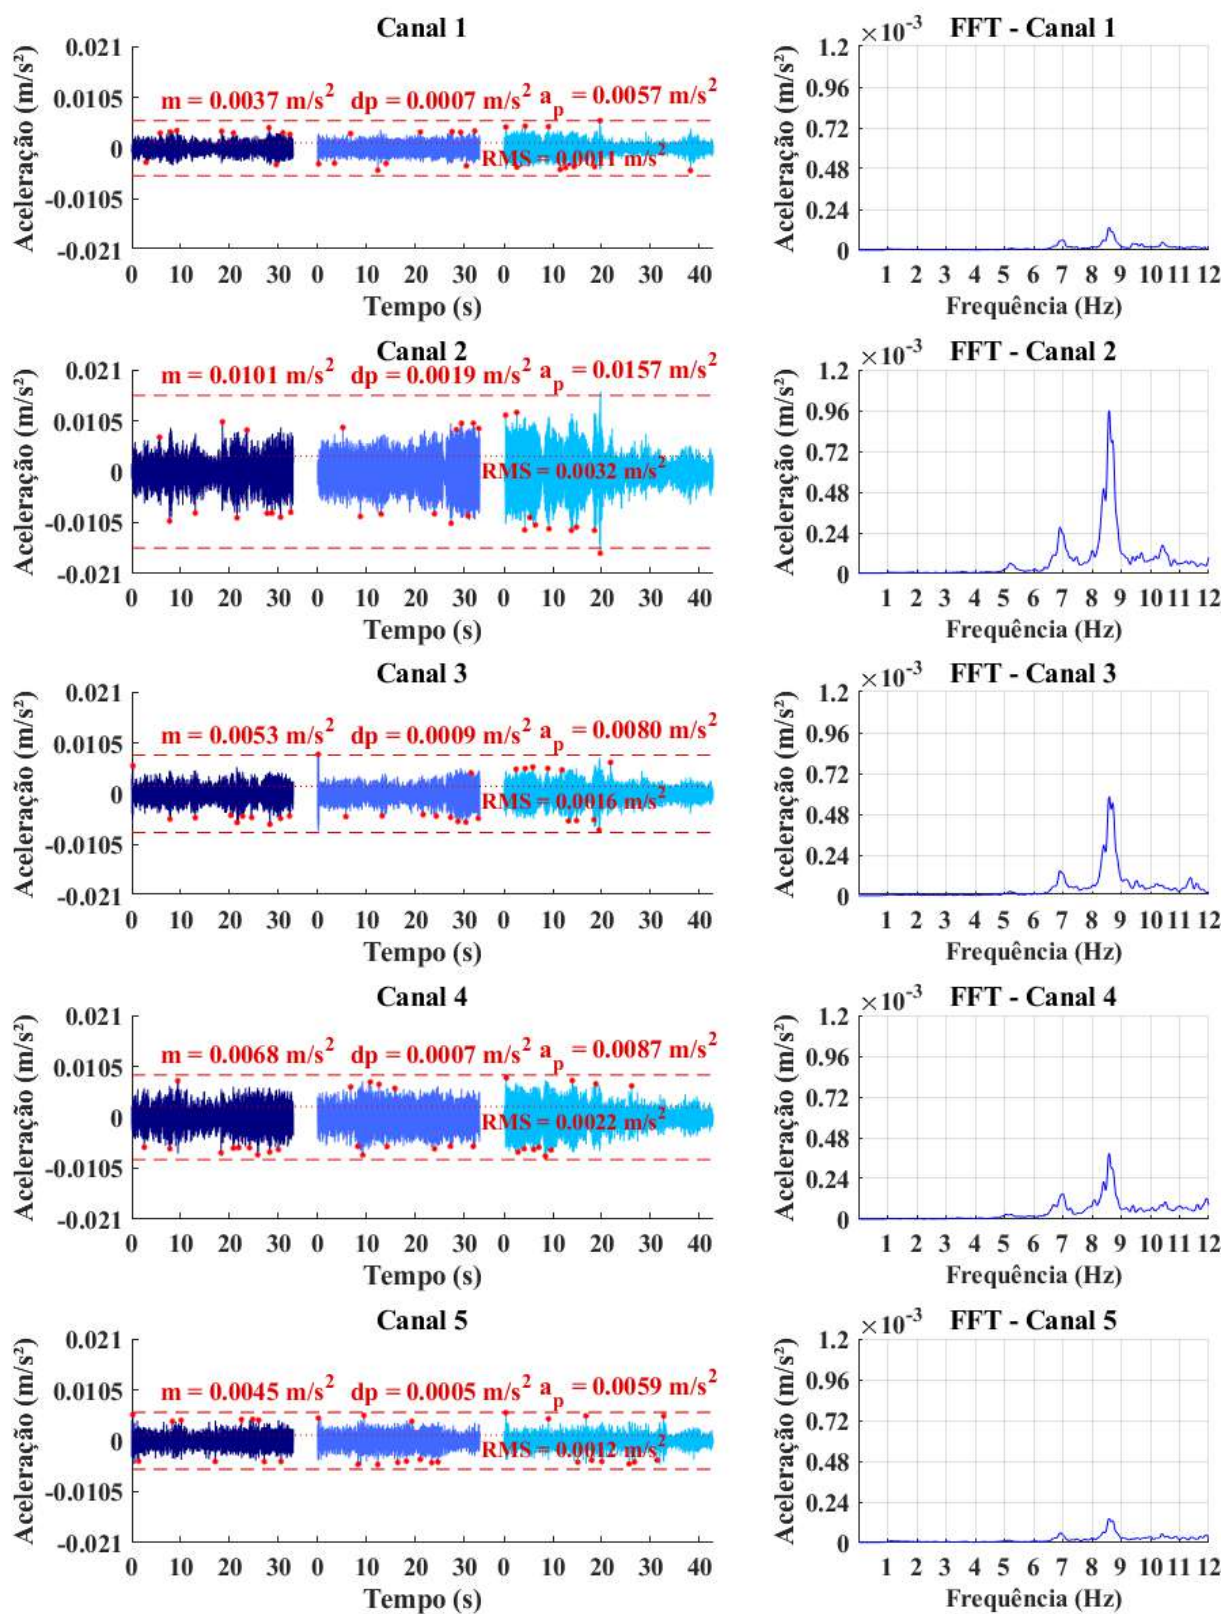 Canal 1
Aceleração (m/s²)
0.021
0.0105
0
-0.0105
-0.021
m = 0.0037 m/s² dp = 0.0007 m/s² a_p = 0.0057 m/s²
RMS = 0.0011 m/s²
0 10 20 30 0 10 20 30 0 10 20 30 40
Tempo (s)
FFT - Canal 1
×10⁻³
Aceleração (m/s²)
1.2
0.96
0.72
0.48
0.24
0
1 2 3 4 5 6 7 8 9 10 11 12
Frequência (Hz)
Canal 2
Aceleração (m/s²)
0.021
0.0105
0
-0.0105
-0.021
m = 0.0101 m/s² dp = 0.0019 m/s² a_p = 0.0157 m/s²
RMS = 0.0032 m/s²
0 10 20 30 0 10 20 30 0 10 20 30 40
Tempo (s)
FFT - Canal 2
×10⁻³
Aceleração (m/s²)
1.2
0.96
0.72
0.48
0.24
0
1 2 3 4 5 6 7 8 9 10 11 12
Frequência (Hz)
Canal 3
Aceleração (m/s²)
0.021
0.0105
0
-0.0105
-0.021
m = 0.0053 m/s² dp = 0.0009 m/s² a_p = 0.0080 m/s²
RMS = 0.0016 m/s²
0 10 20 30 0 10 20 30 0 10 20 30 40
Tempo (s)
FFT - Canal 3
×10⁻³
Aceleração (m/s²)
1.2
0.96
0.72
0.48
0.24
0
1 2 3 4 5 6 7 8 9 10 11 12
Frequência (Hz)
Canal 4
Aceleração (m/s²)
0.021
0.0105
0
-0.0105
-0.021
m = 0.0068 m/s² dp = 0.0007 m/s² a_p = 0.0087 m/s²
RMS = 0.0022 m/s²
0 10 20 30 0 10 20 30 0 10 20 30 40
Tempo (s)
FFT - Canal 4
×10⁻³
Aceleração (m/s²)
1.2
0.96
0.72
0.48
0.24
0
1 2 3 4 5 6 7 8 9 10 11 12
Frequência (Hz)
Canal 5
Aceleração (m/s²)
0.021
0.0105
0
-0.0105
-0.021
m = 0.0045 m/s² dp = 0.0005 m/s² a_p = 0.0059 m/s²
RMS = 0.0012 m/s²
0 10 20 30 0 10 20 30 0 10 20 30 40
Tempo (s)
FFT - Canal 5
×10⁻³
Aceleração (m/s²)
1.2
0.96
0.72
0.48
0.24
0
1 2 3 4 5 6 7 8 9 10 11 12
Frequência (Hz)